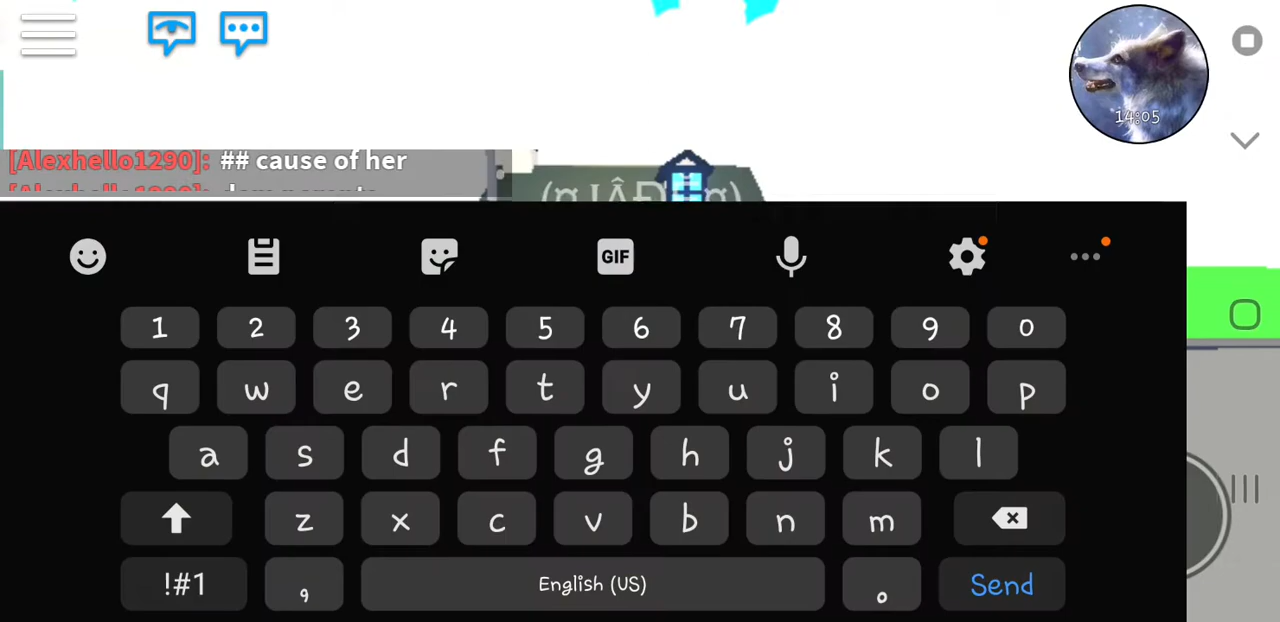 14:05
[Alexhello1290]: ## cause of her
GIF
1 2 3 4 5 6 7 8 9 0
q w e r t y u i o p
a s d f g h j k l
z x c v b n m
!#1 , English (US) . Send